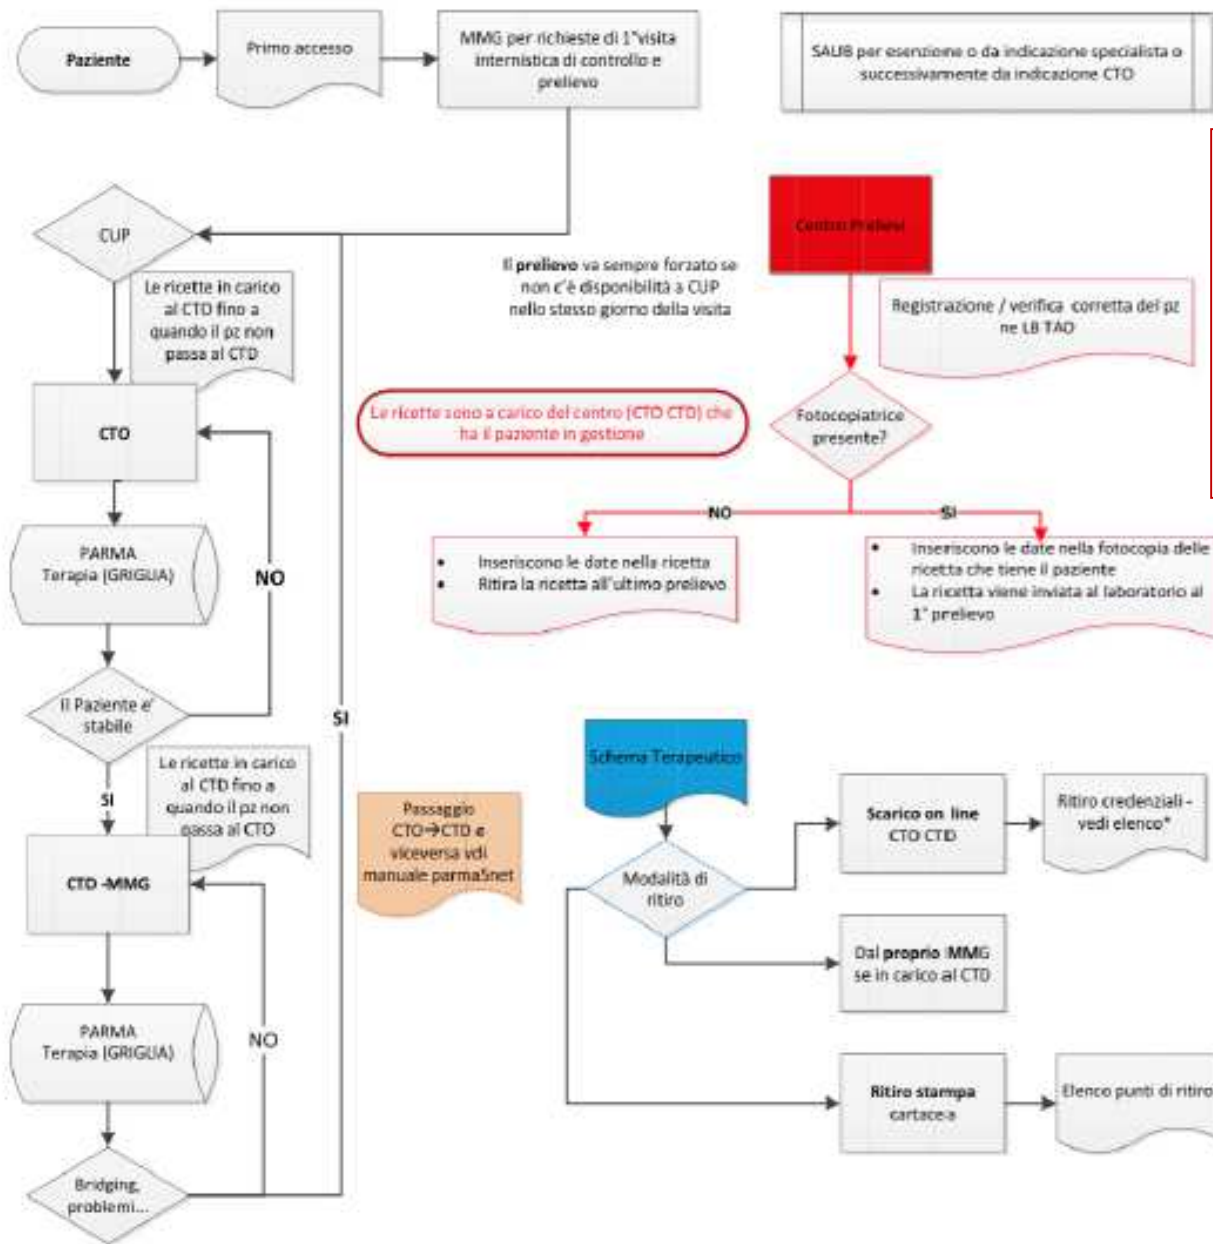 Paziente
Primo accesso
MMG per richieste di 1°visita
internistica di controllo e
prelievo
SAUB per esenzione o da indicazione specialista o
successivamente da indicazione CTO
CUP
Le ricette in carico
al CTO fino a
quando il pz non
passa al CTD
Il prelievo va sempre forzato se
non c'è disponibilità a CUP
nello stesso giorno della visita
Centro Prelievi
Registrazione / verifica corretta del pz
ne LB TAO
CTO
Le ricette sono a carico del centro (CTO CTD) che
ha il paziente in gestione
Fotocopiatrice
presente?
NO
SI
PARMA
Terapia (GRIGLIA)
NO
Inseriscono le date nella ricetta
Ritira la ricetta all'ultimo prelievo
Inseriscono le date nella fotocopia delle
ricetta che tiene il paziente
La ricetta viene inviata al laboratorio al
1° prelievo
Il Paziente e'
stabile
SI
SI
Le ricette in carico
al CTD fino a
quando il pz non
passa al CTO
Passaggio
CTO→CTD e
viceversa vdi
manuale parma5net
Schema Terapeutico
Modalità di
ritiro
Scarico on line
CTO CTD
Ritiro credenziali -
vedi elenco*
CTD -MMG
Dal proprio MMG
se in carico al CTD
PARMA
Terapia (GRIGLIA)
NO
Ritiro stampa
cartacea
Elenco punti di ritiro
Bridging,
problemi...